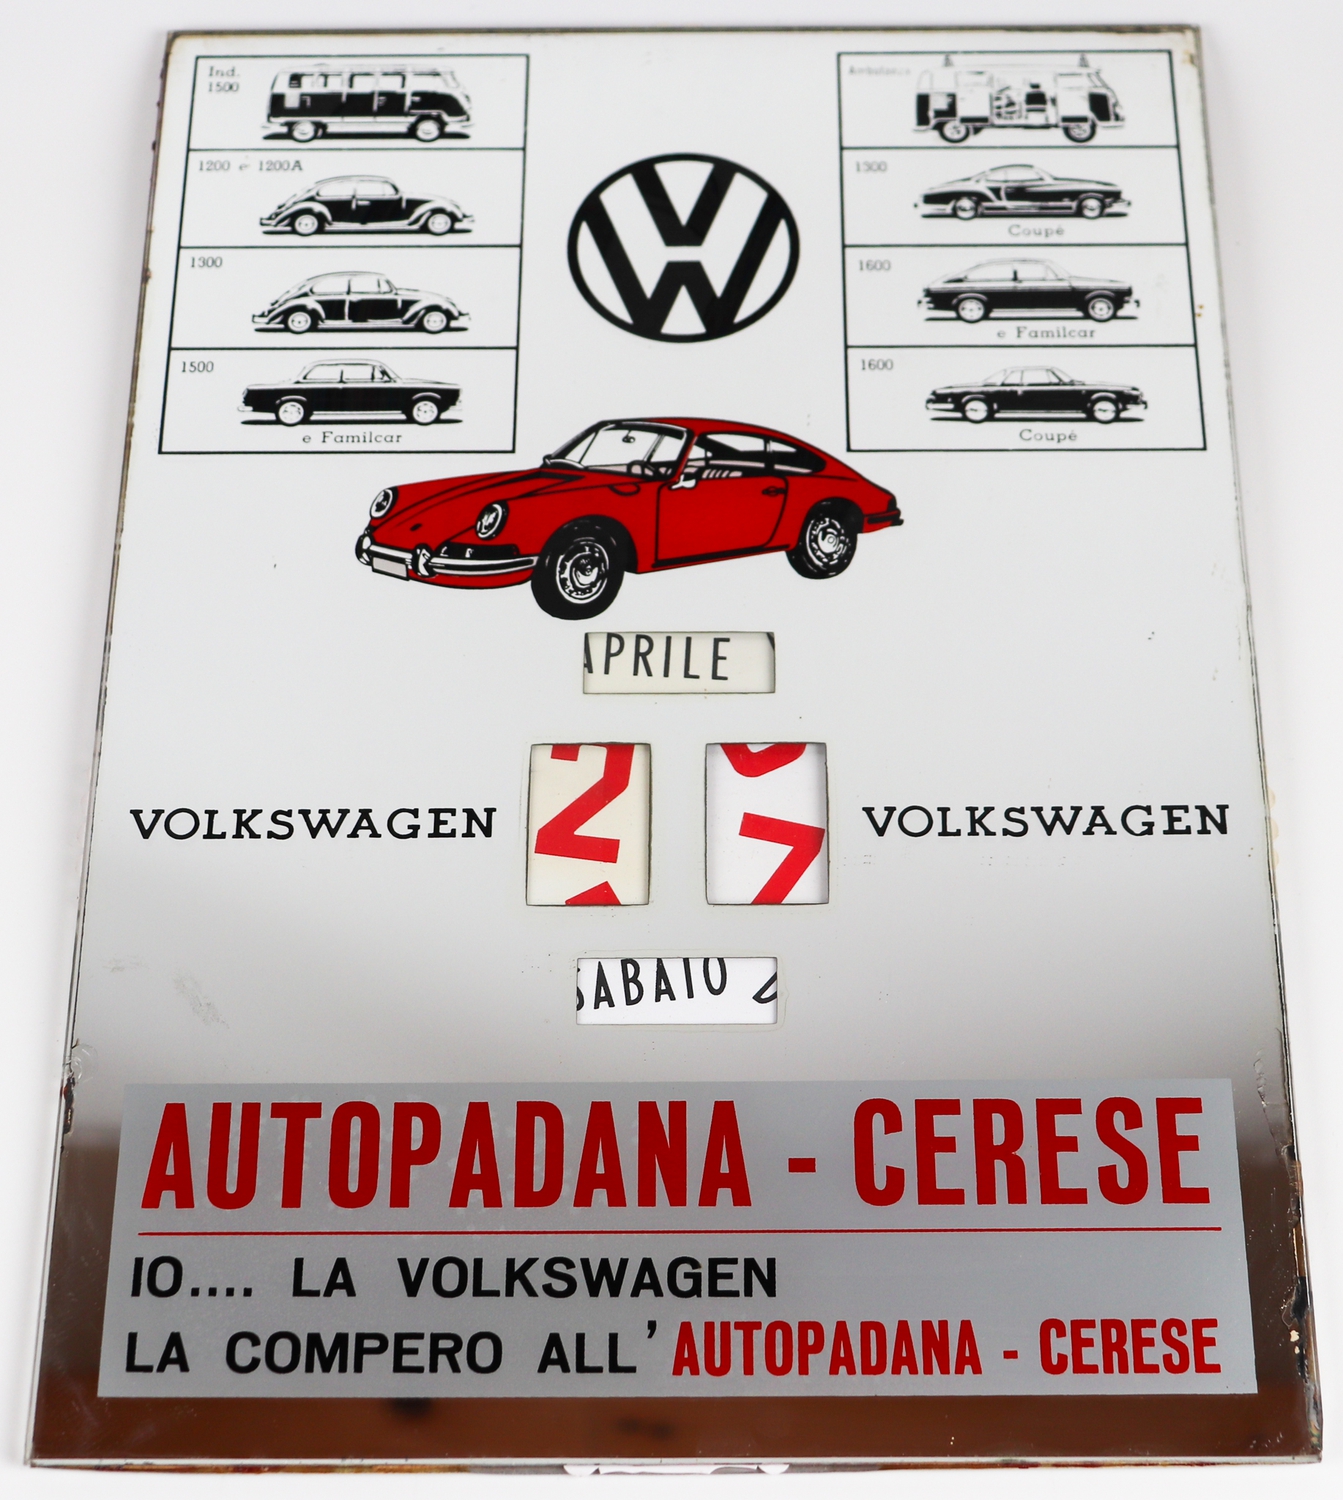 Ind.
1500
1200 e 1200A
1300
1500
e Familcar
Ambulanza
1300
Coupé
1600
e Familcar
1600
Coupé
APRILE
VOLKSWAGEN 2 7 VOLKSWAGEN
SABATO
AUTOPADANA - CERESE
IO.... LA VOLKSWAGEN
LA COMPERO ALL'AUTOPADANA - CERESE